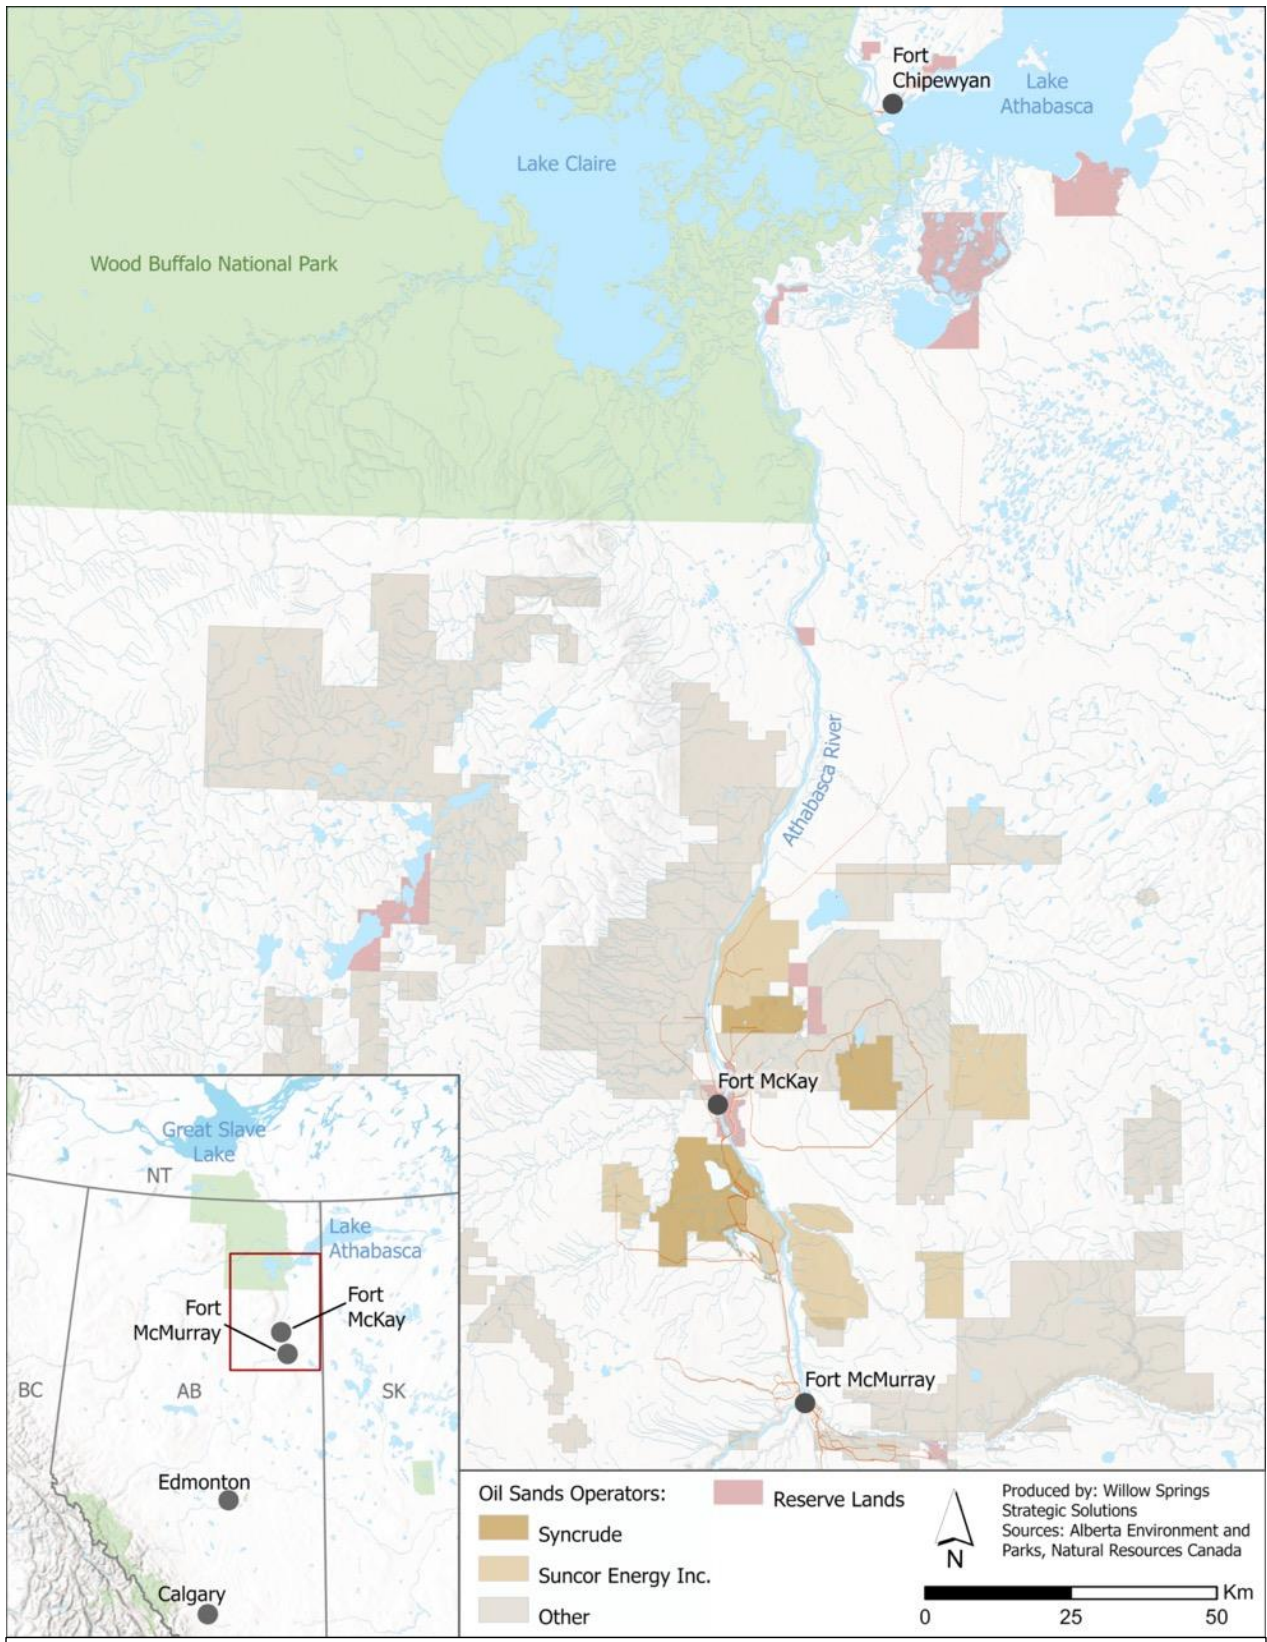 Fort
Chipewyan
Lake
Athabasca
Lake Claire
Wood Buffalo National Park
Athabasca River
Fort McKay
Fort McMurray
Great Slave
Lake
NT
Lake
Athabasca
Fort
McKay
Fort
McMurray
BC
AB
SK
Edmonton
Calgary
Oil Sands Operators:
Syncrude
Suncor Energy Inc.
Other
Reserve Lands
N
Produced by: Willow Springs
Strategic Solutions
Sources: Alberta Environment and
Parks, Natural Resources Canada
Km
0 25 50